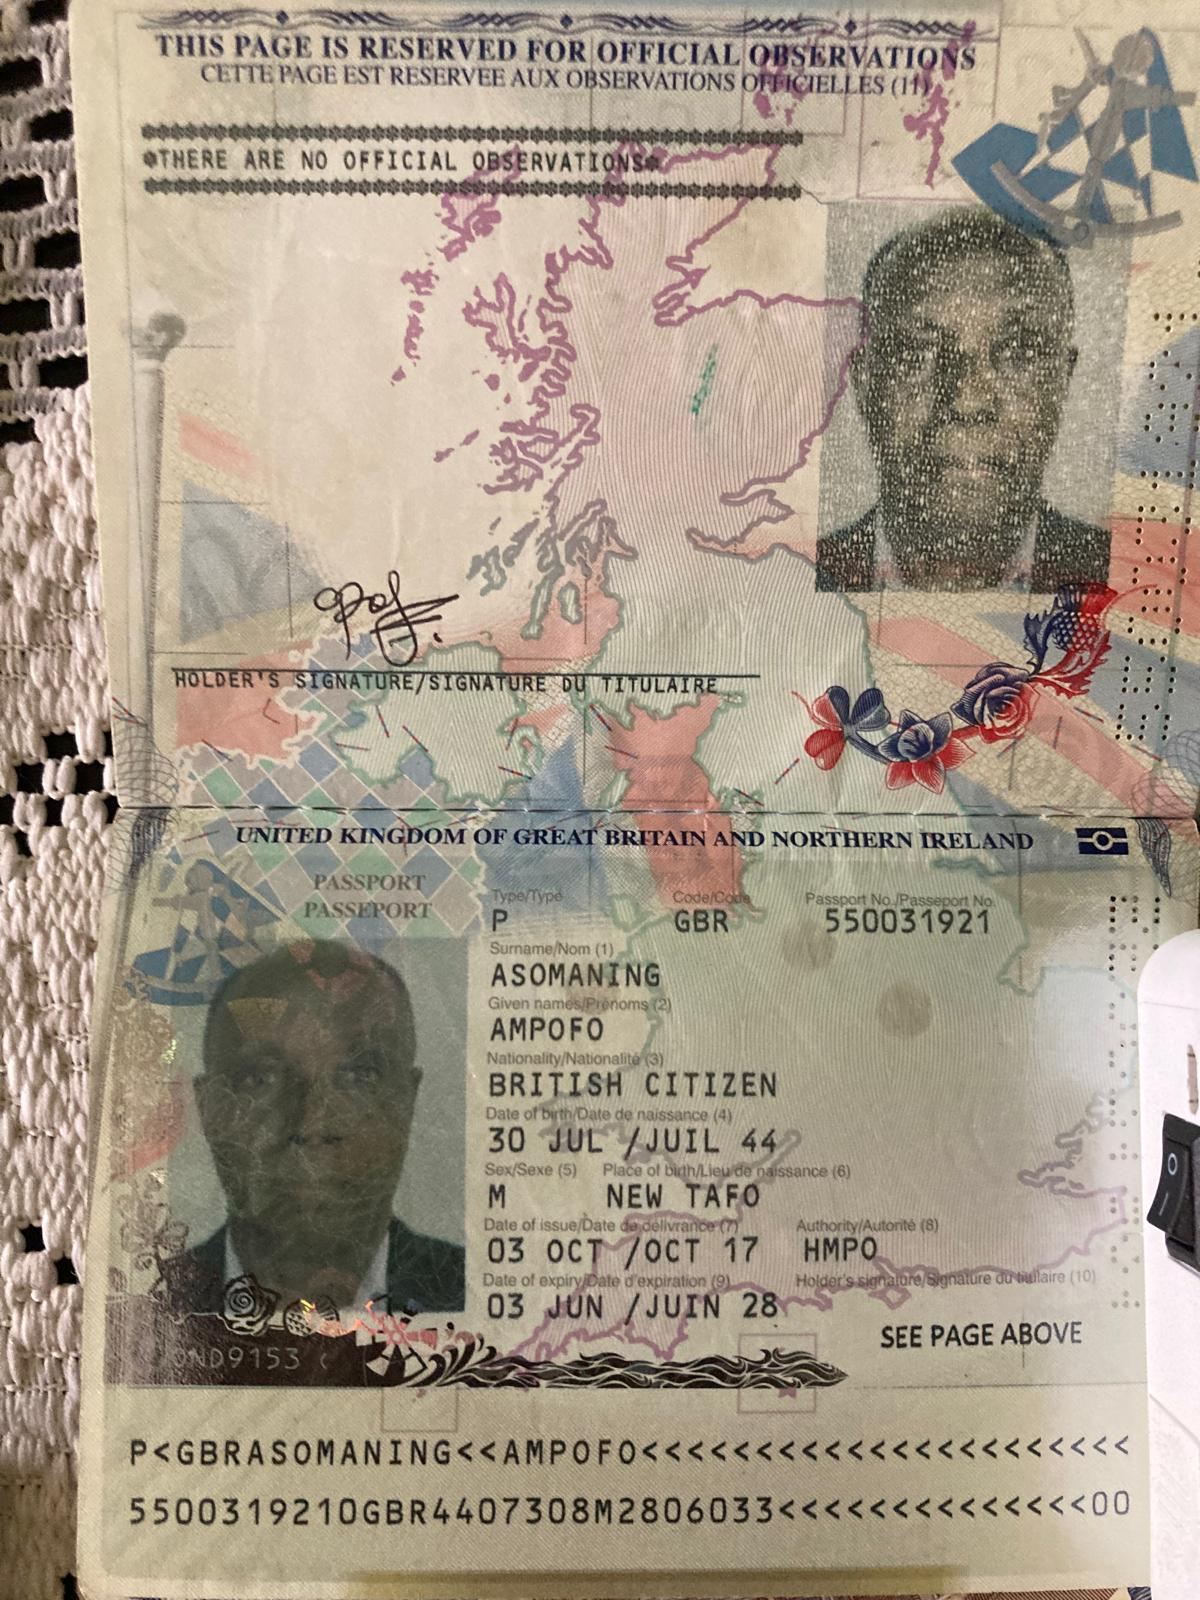 THIS PAGE IS RESERVED FOR OFFICIAL OBSERVATIONS
CETTE PAGE EST RESERVEE AUX OBSERVATIONS OFFICIELLES (11)
THERE ARE NO OFFICIAL OBSERVATIONS
HOLDER'S SIGNATURE/SIGNATURE DU TITULAIRE
UNITED KINGDOM OF GREAT BRITAIN AND NORTHERN IRELAND
PASSPORT
PASSEPORT
Type/Type Code/Code Passport No./Passeport No.
P GBR 550031921
Surname/Nom (1)
ASOMANING
Given names/Prénoms (2)
AMPOFO
Nationality/Nationalité (3)
BRITISH CITIZEN
Date of birth/Date de naissance (4)
30 JUL /JUIL 44
Sex/Sexe (5) Place of birth/Lieu de naissance (6)
M NEW TAFO
Date of issue/Date de délivrance (7) Authority/Autorité (8)
03 OCT /OCT 17 HMPO
Date of expiry/Date d'expiration (9) Holder's signature/Signature du titulaire (10)
03 JUN /JUIN 28
SEE PAGE ABOVE
P<GBRASOMANING<<AMPOFO<<<<<<<<<<<<<<<<<<<<<<
5500319210GBR4407308M2806033<<<<<<<<<<<<<<00